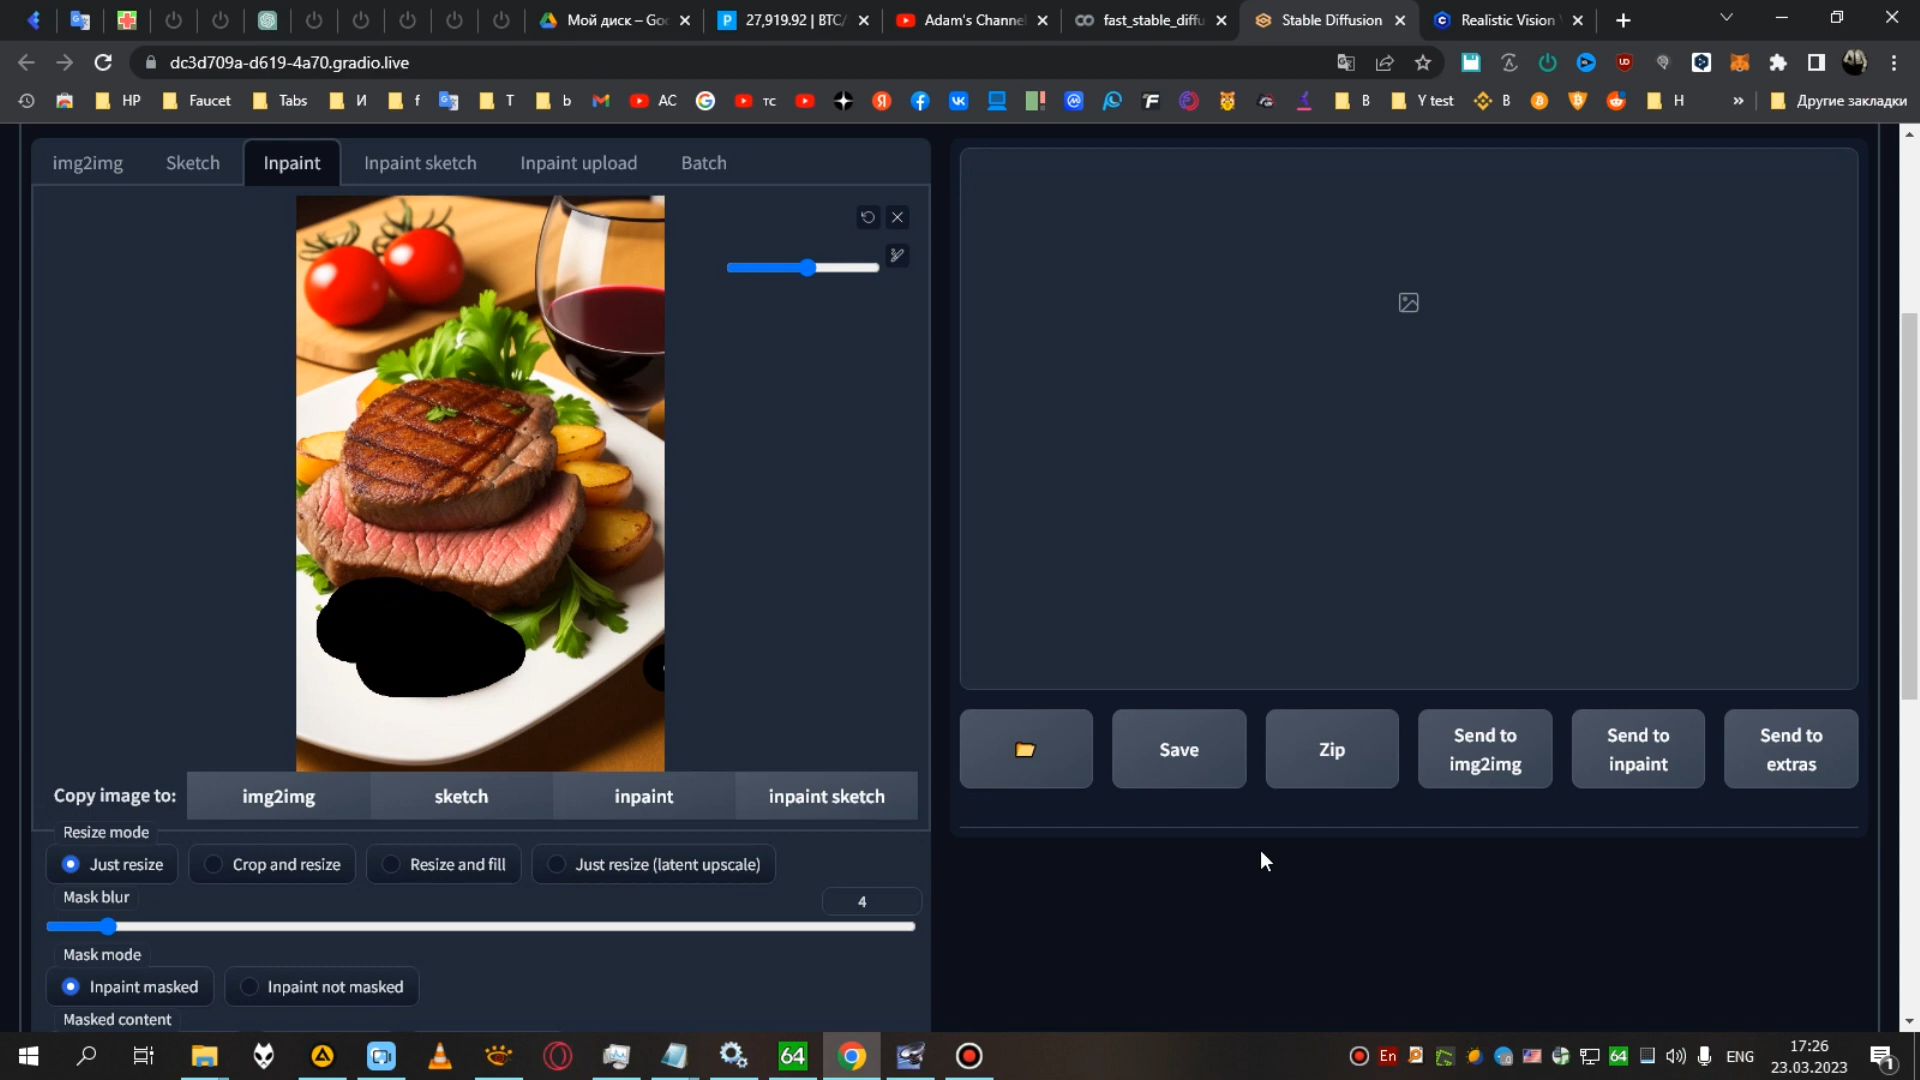 Мой диск – Goo
27,919.92 | BTC/
Adam's Channel
fast_stable_diffu
Stable Diffusion
Realistic Vision V
dc3d709a-d619-4a70.gradio.live
HP
Faucet
Tabs
И
f
T
b
AC
тс
B
Y test
B
H
»
Другие закладки
img2img
Sketch
Inpaint
Inpaint sketch
Inpaint upload
Batch
Copy image to:
img2img
sketch
inpaint
inpaint sketch
Save
Zip
Send to
img2img
Send to
inpaint
Send to
extras
Resize mode
Just resize
Crop and resize
Resize and fill
Just resize (latent upscale)
Mask blur
4
Mask mode
Inpaint masked
Inpaint not masked
Masked content
64
En
64
ENG
17:26
23.03.2023
1